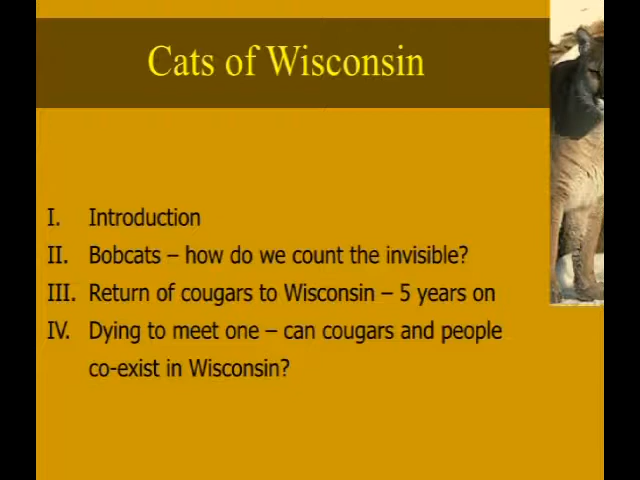 Cats of Wisconsin
I. Introduction
II. Bobcats – how do we count the invisible?
III. Return of cougars to Wisconsin – 5 years on
IV. Dying to meet one – can cougars and people
co-exist in Wisconsin?